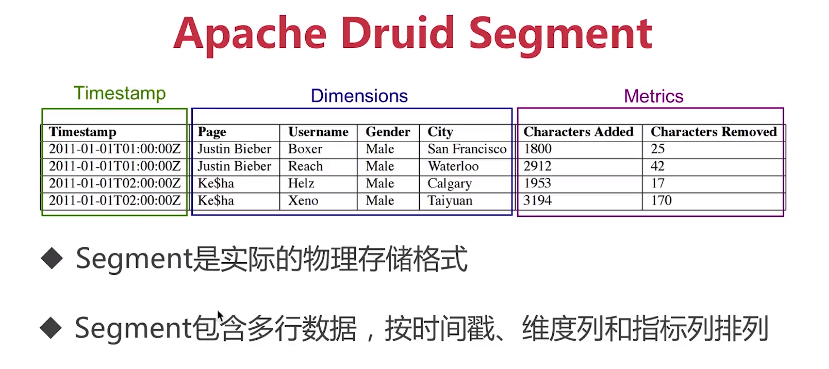 Apache Druid Segment
Timestamp Dimensions Metrics
Timestamp Page Username Gender City Characters Added Characters Removed
2011-01-01T01:00:00Z Justin Bieber Boxer Male San Francisco 1800 25
2011-01-01T01:00:00Z Justin Bieber Reach Male Waterloo 2912 42
2011-01-01T02:00:00Z Ke$ha Helz Male Calgary 1953 17
2011-01-01T02:00:00Z Ke$ha Xeno Male Taiyuan 3194 170
◆ Segment是实际的物理存储格式
◆ Segment包含多行数据，按时间戳、维度列和指标列排列